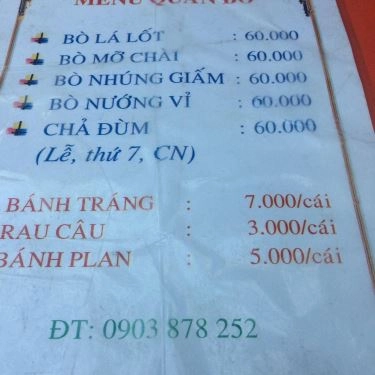 MENU QUÁN BÒ
BÒ LÁ LỐT : 60.000
BÒ MỠ CHÀI : 60.000
BÒ NHÚNG GIẤM : 60.000
BÒ NƯỚNG VỈ : 60.000
CHẢ ĐÙM : 60.000
(Lễ, thứ 7, CN)
BÁNH TRÁNG : 7.000/cái
RAU CÂU : 3.000/cái
BÁNH PLAN : 5.000/cái
ĐT: 0903 878 252